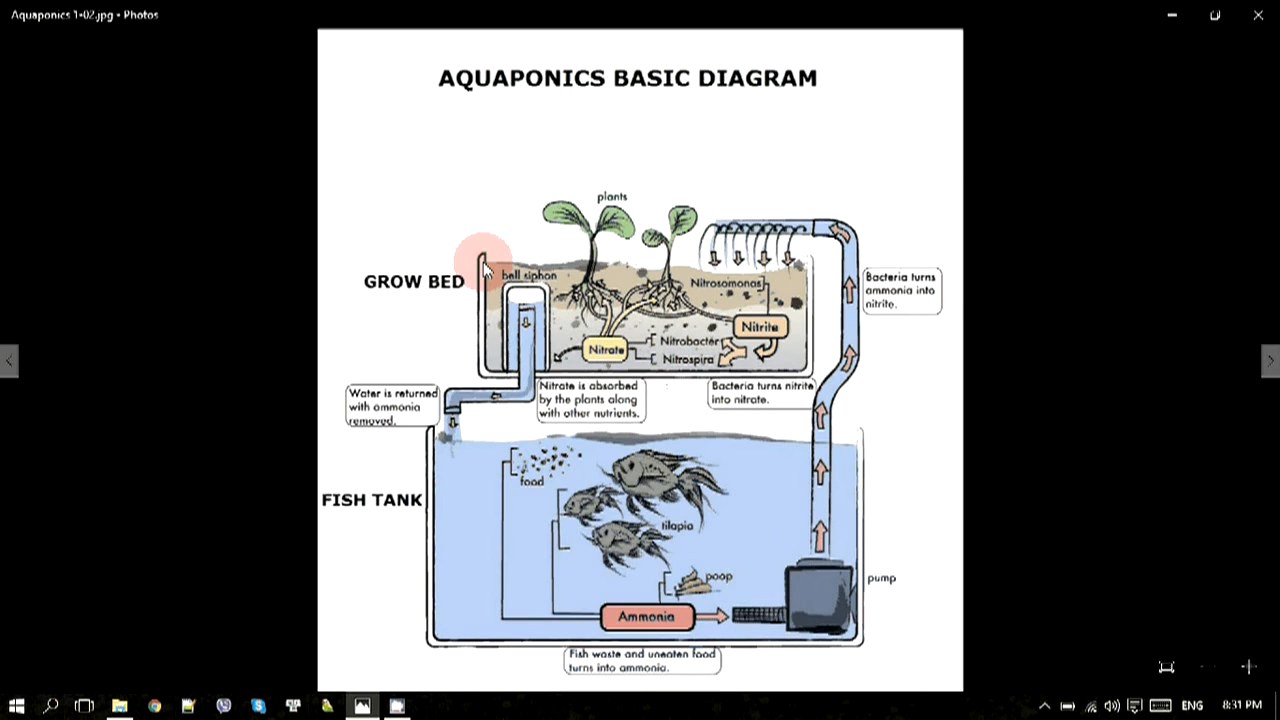 Aquaponics 1-02.jpg - Photos
AQUAPONICS BASIC DIAGRAM
plants
GROW BED
bell siphon
Nitrosomonas
Bacteria turns
ammonia into
nitrite.
Nitrite
Nitrate
Nitrobacter
Nitrospira
Water is returned
with ammonia
removed.
Nitrate is absorbed
by the plants along
with other nutrients.
Bacteria turns nitrite
into nitrate.
food
FISH TANK
tilapia
poop
pump
Ammonia
Fish waste and uneaten food
turns into ammonia.
ENG
8:31 PM